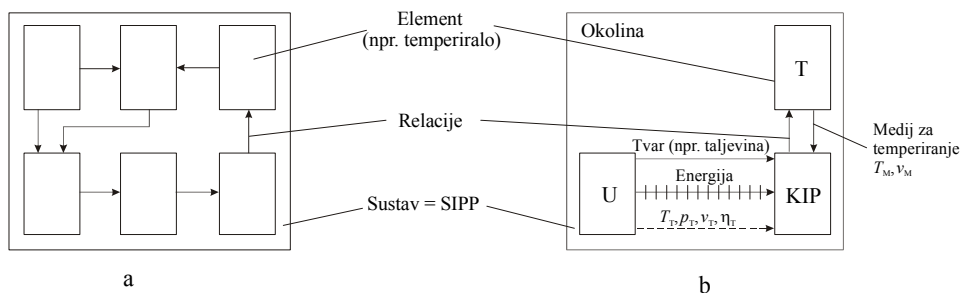 Element
(npr. temperiralo)
Relacije
Sustav = SIPP
a
Okolina
T
Medij za
temperiranje
T_M, v_M
Tvar (npr. taljevina)
Energija
U
KIP
T_T, p_T, v_T, η_T
b